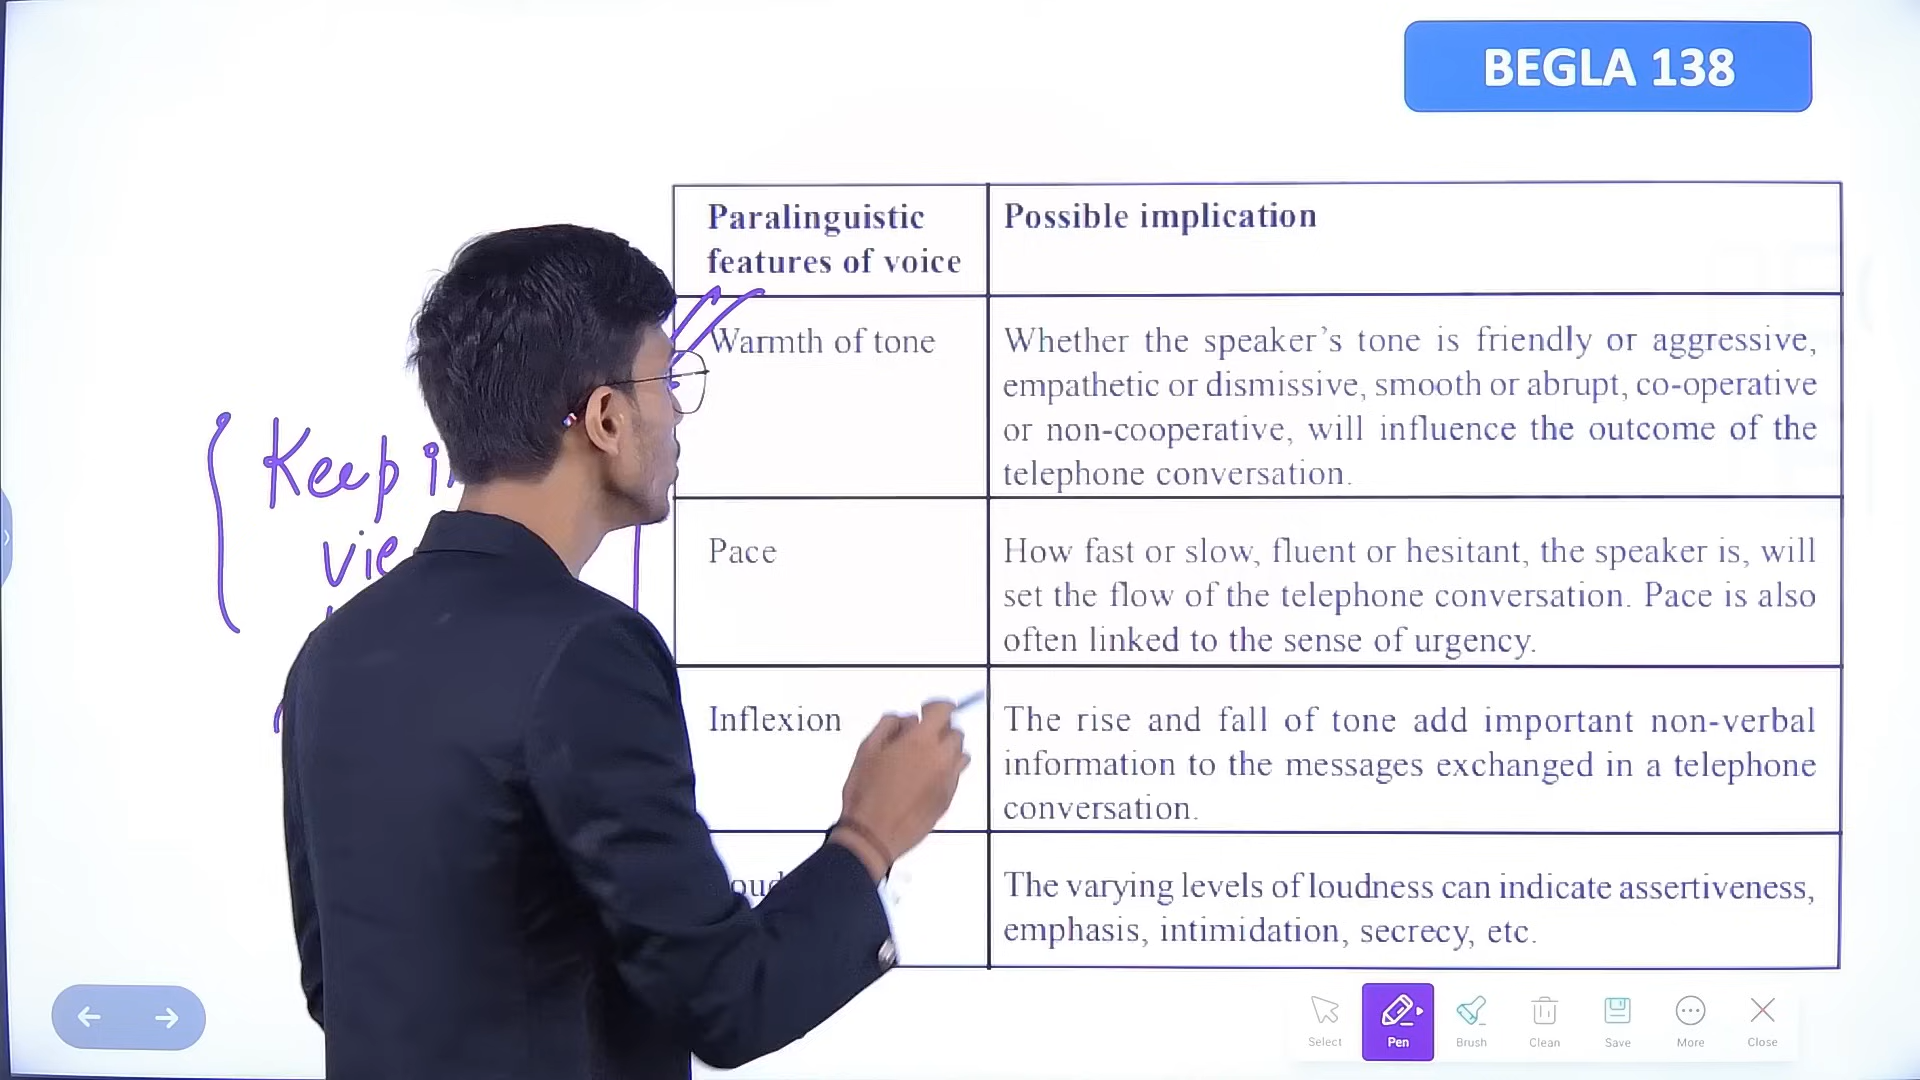 BEGLA 138
Paralinguistic
features of voice
Possible implication
Warmth of tone
Whether the speaker's tone is friendly or aggressive,
empathetic or dismissive, smooth or abrupt, co-operative
or non-cooperative, will influence the outcome of the
telephone conversation.
Keep in
Pace
How fast or slow, fluent or hesitant, the speaker is, will
set the flow of the telephone conversation. Pace is also
often linked to the sense of urgency.
Inflexion
The rise and fall of tone add important non-verbal
information to the messages exchanged in a telephone
conversation.
The varying levels of loudness can indicate assertiveness,
emphasis, intimidation, secrecy, etc.
Select Pen Brush Clean Save More Close